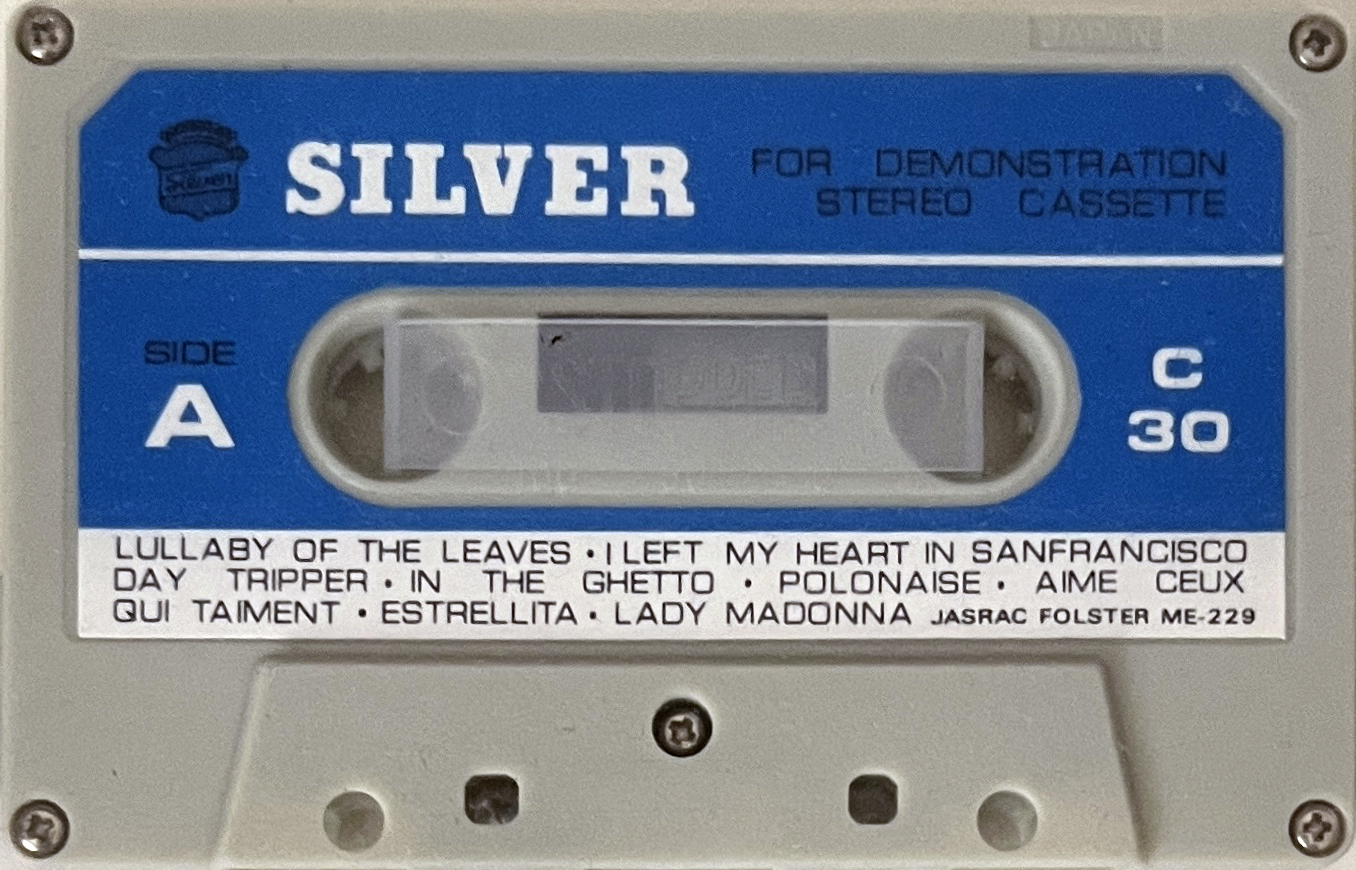 Silver
SILVER
FOR DEMONSTRATION
STEREO CASSETTE
SIDE
A
C
30
LULLABY OF THE LEAVES · I LEFT MY HEART IN SANFRANCISCO
DAY TRIPPER · IN THE GHETTO · POLONAISE · AIME CEUX
QUI TAIMENT · ESTRELLITA · LADY MADONNA JASRAC FOLSTER ME-229